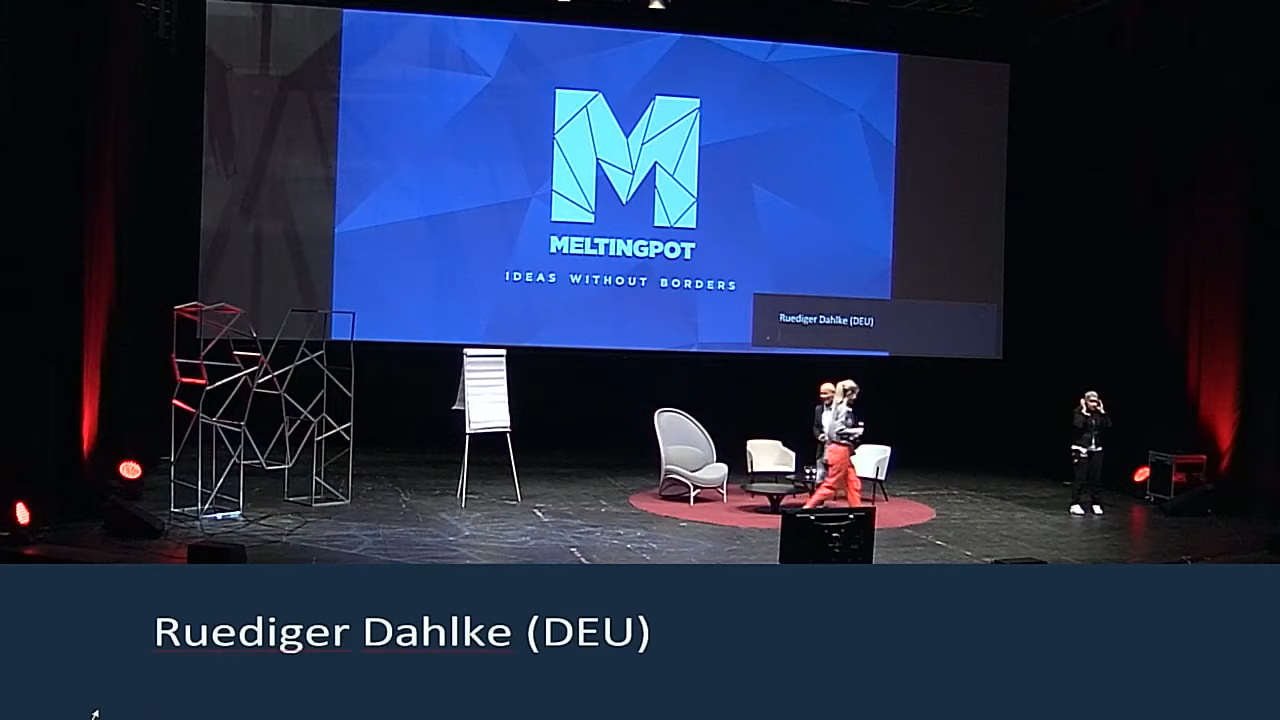 M
MELTINGPOT
IDEAS WITHOUT BORDERS
Ruediger Dahlke (DEU)
Ruediger Dahlke (DEU)